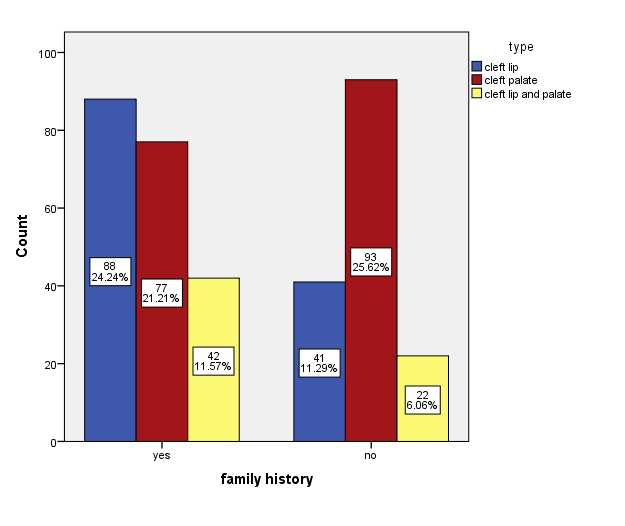 type
cleft lip
cleft palate
cleft lip and palate
100
80
60
40
20
0
Count
88
24.24%
77
21.21%
42
11.57%
41
11.29%
93
25.62%
22
6.06%
yes
no
family history